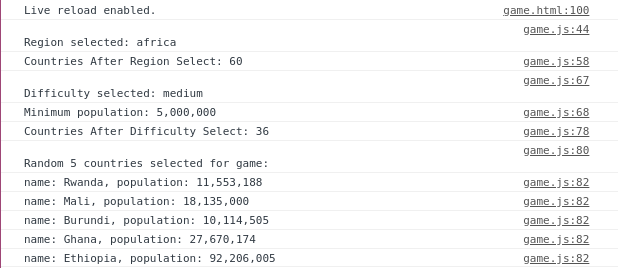 Live reload enabled. game.html:100
game.js:44
Region selected: africa
Countries After Region Select: 60 game.js:58
game.js:67
Difficulty selected: medium
Minimum population: 5,000,000 game.js:68
Countries After Difficulty Select: 36 game.js:78
game.js:80
Random 5 countries selected for game:
name: Rwanda, population: 11,553,188 game.js:82
name: Mali, population: 18,135,000 game.js:82
name: Burundi, population: 10,114,505 game.js:82
name: Ghana, population: 27,670,174 game.js:82
name: Ethiopia, population: 92,206,005 game.js:82